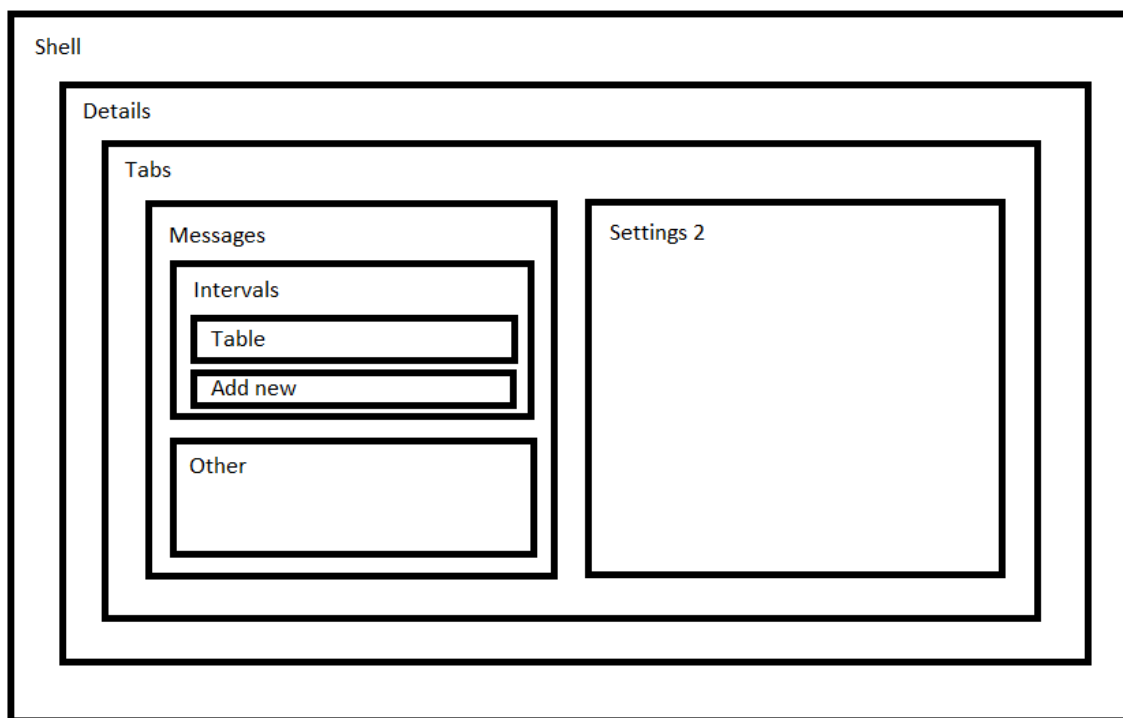 Shell
Details
Tabs
Messages
Settings 2
Intervals
Table
Add new
Other